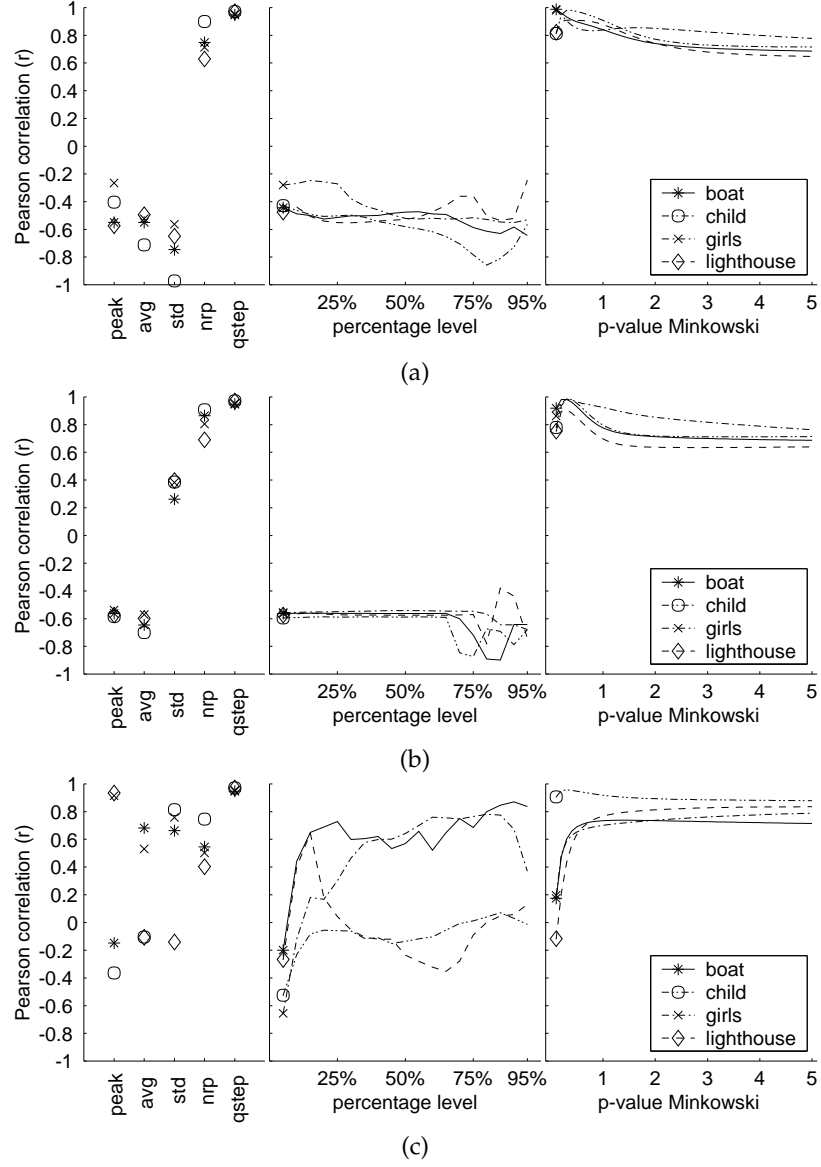 Pearson correlation (r)
1
0.8
0.6
0.4
0.2
0
-0.2
-0.4
-0.6
-0.8
-1
peak
avg
std
nrp
qstep
25% 50% 75% 95%
percentage level
1 2 3 4 5
p-value Minkowski
boat
child
girls
lighthouse
(a)
Pearson correlation (r)
1
0.8
0.6
0.4
0.2
0
-0.2
-0.4
-0.6
-0.8
-1
peak
avg
std
nrp
qstep
25% 50% 75% 95%
percentage level
1 2 3 4 5
p-value Minkowski
boat
child
girls
lighthouse
(b)
Pearson correlation (r)
1
0.8
0.6
0.4
0.2
0
-0.2
-0.4
-0.6
-0.8
-1
peak
avg
std
nrp
qstep
25% 50% 75% 95%
percentage level
1 2 3 4 5
p-value Minkowski
boat
child
girls
lighthouse
(c)